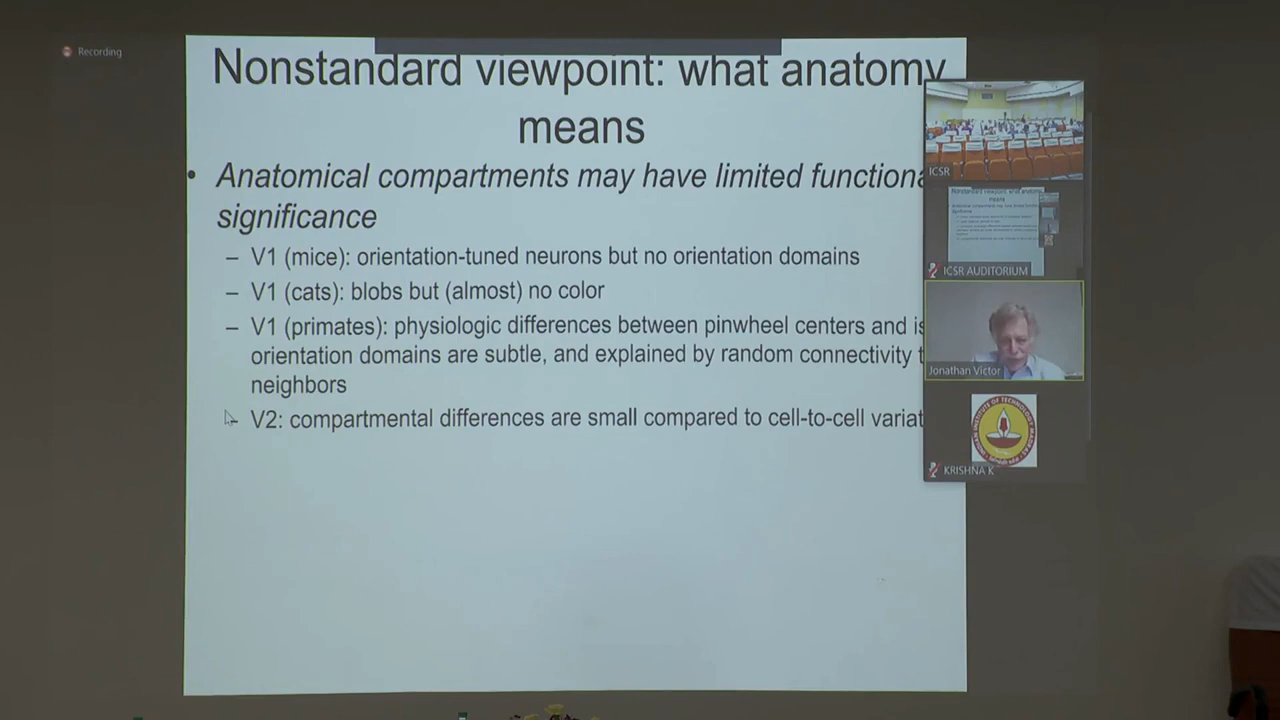 Recording
Nonstandard viewpoint: what anatomy
means
• Anatomical compartments may have limited functiona
significance
– V1 (mice): orientation-tuned neurons but no orientation domains
– V1 (cats): blobs but (almost) no color
– V1 (primates): physiologic differences between pinwheel centers and is
orientation domains are subtle, and explained by random connectivity t
neighbors
– V2: compartmental differences are small compared to cell-to-cell variat
ICSR
ICSR AUDITORIUM
Jonathan Victor
KRISHNA K